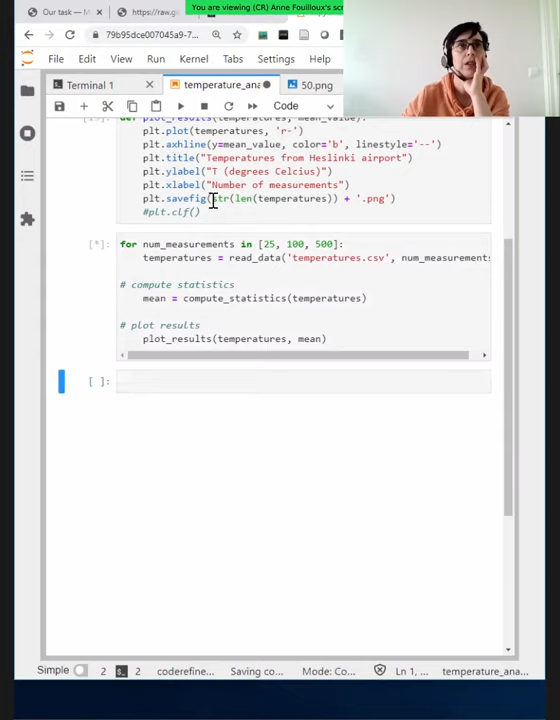 You are viewing (CR) Anne Fouilloux's scr
Our task — M
https://raw.gi
79b95dce007045a9-7...
File Edit View Run Kernel Tabs Settings Help
Terminal 1
temperature_ana
50.png
Code
plt.plot(temperatures, 'r-')
plt.axhline(y=mean_value, color='b', linestyle='--')
plt.title("Temperatures from Heslinki airport")
plt.ylabel("T (degrees Celcius)")
plt.xlabel("Number of measurements")
plt.savefig(str(len(temperatures)) + '.png')
#plt.clf()
[*]:
for num_measurements in [25, 100, 500]:
temperatures = read_data('temperatures.csv', num_measurements
# compute statistics
mean = compute_statistics(temperatures)
# plot results
plot_results(temperatures, mean)
[ ]:
Simple 2 2 coderefine... Saving co... Mode: Co... Ln 1, ... temperature_ana...